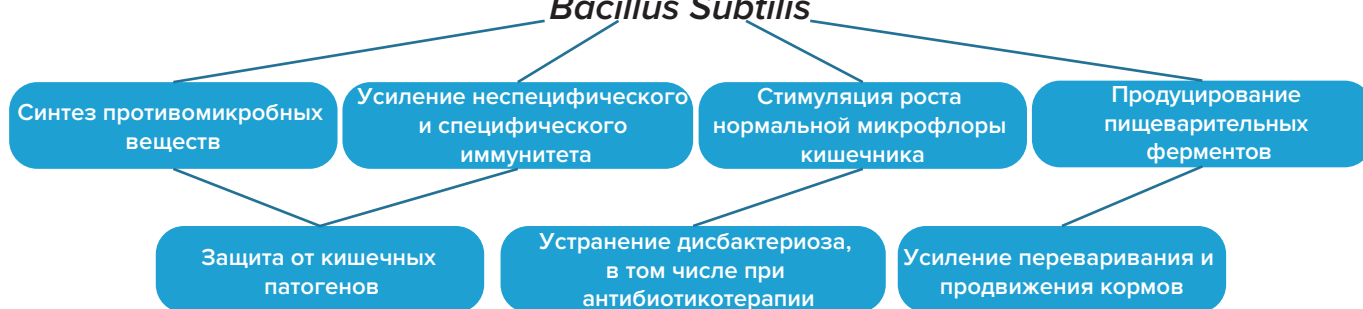 Bacillus Subtilis
Синтез противомикробных
веществ
Усиление неспецифического
и специфического
иммунитета
Стимуляция роста
нормальной микрофлоры
кишечника
Продуцирование
пищеварительных
ферментов
Защита от кишечных
патогенов
Устранение дисбактериоза,
в том числе при
антибиотикотерапии
Усиление переваривания и
продвижения кормов